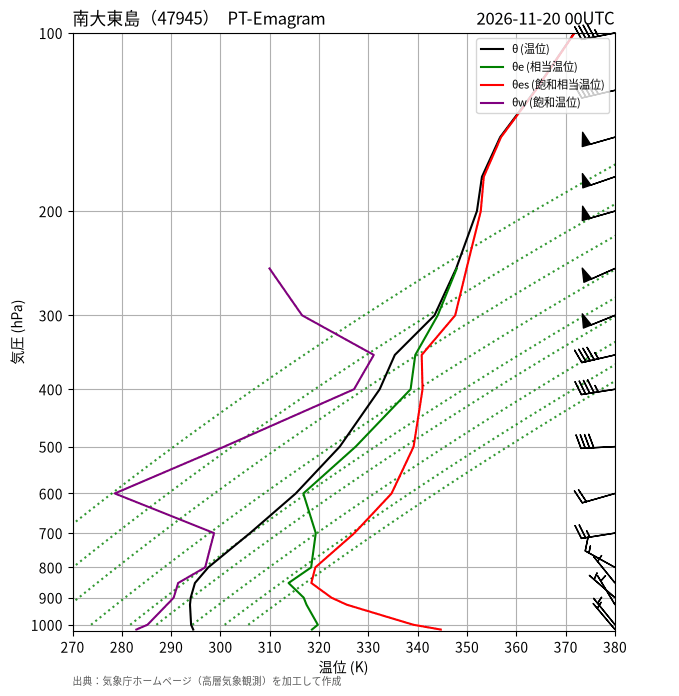 南大東島（47945） PT-Emagram
2026-11-20 00UTC
θ (温位)
θe (相当温位)
θes (飽和相当温位)
θw (飽和温位)
100
200
300
400
500
600
700
800
900
1000
気圧 (hPa)
270 280 290 300 310 320 330 340 350 360 370 380
温位 (K)
出典：気象庁ホームページ（高層気象観測）を加工して作成